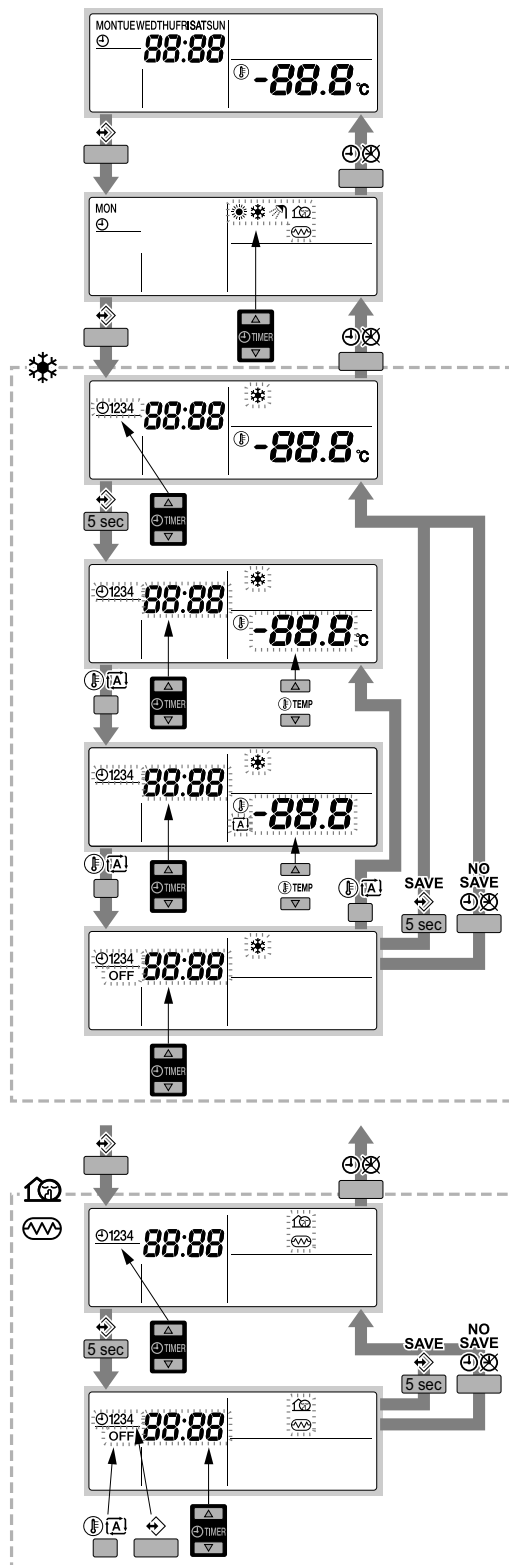 MONTUEWEDTHUFRISATSUN
88:88
-88.8 °C
MON
TIMER
1234 88:88
-88.8 °C
5 sec
TIMER
1234 88:88
-88.8 °C
A
TIMER
TEMP
1234 88:88
A -88.8
A
TIMER
TEMP
A
SAVE
5 sec
NO
SAVE
1234 88:88
OFF
TIMER
1234 88:88
5 sec
TIMER
SAVE
5 sec
NO
SAVE
1234 88:88
OFF
A
TIMER